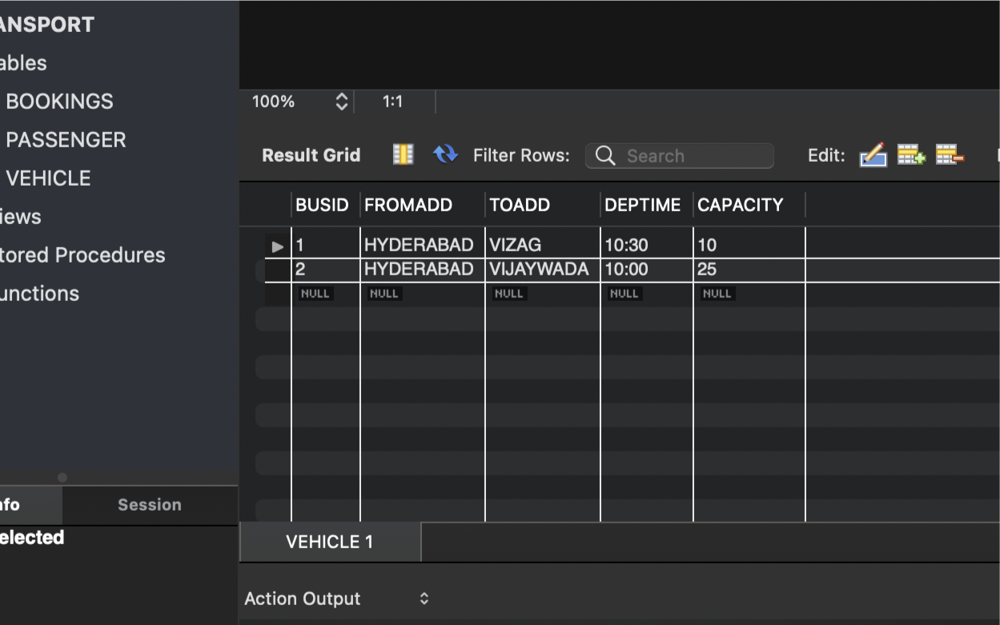 ANSPORT
ables
BOOKINGS
PASSENGER
VEHICLE
iews
tored Procedures
unctions
nfo Session
elected
100% 1:1
Result Grid Filter Rows: Search Edit:
BUSID FROMADD TOADD DEPTIME CAPACITY
1 HYDERABAD VIZAG 10:30 10
2 HYDERABAD VIJAYWADA 10:00 25
NULL NULL NULL NULL NULL
VEHICLE 1
Action Output